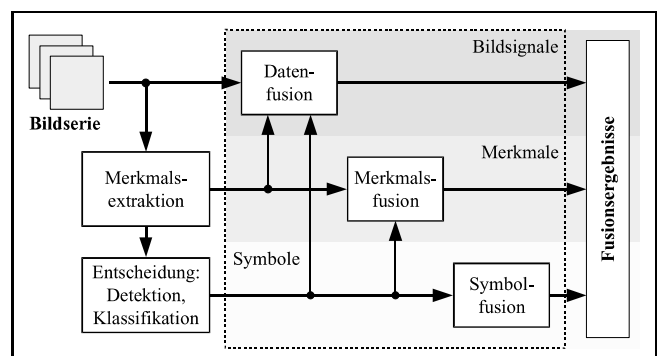 Bildserie
Bildsignale
Daten-
fusion
Merkmale
Merkmals-
extraktion
Merkmals-
fusion
Symbole
Entscheidung:
Detektion,
Klassifikation
Symbol-
fusion
Fusionsergebnisse